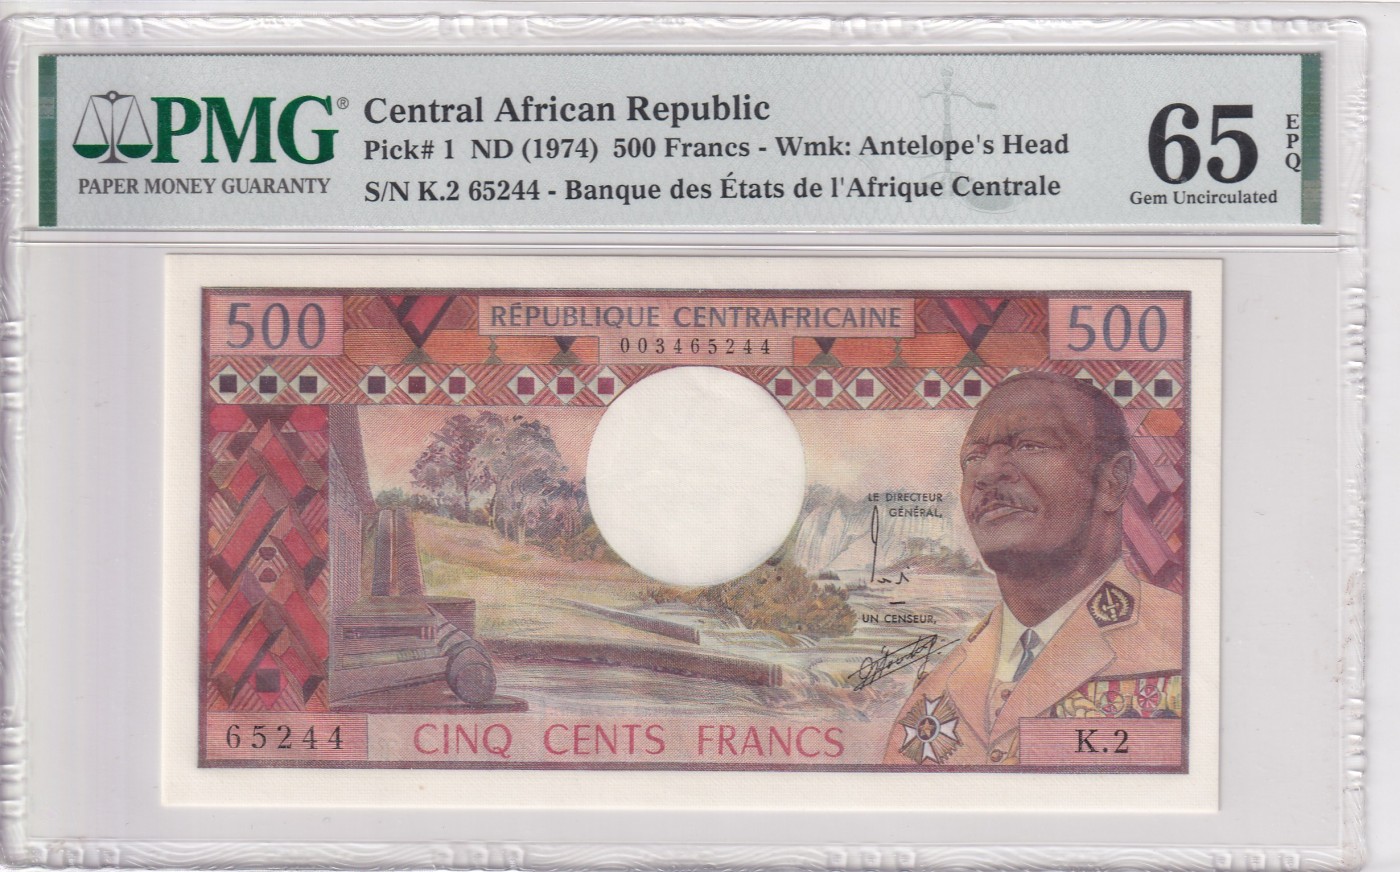 PMG®
PAPER MONEY GUARANTY
Central African Republic
Pick# 1 ND (1974) 500 Francs - Wmk: Antelope's Head
S/N K.2 65244 - Banque des États de l'Afrique Centrale
65
EPQ
Gem Uncirculated
500
RÉPUBLIQUE CENTRAFRICAINE
500
003465244
LE DIRECTEUR
GÉNÉRAL,
UN CENSEUR,
65244
CINQ CENTS FRANCS
K.2